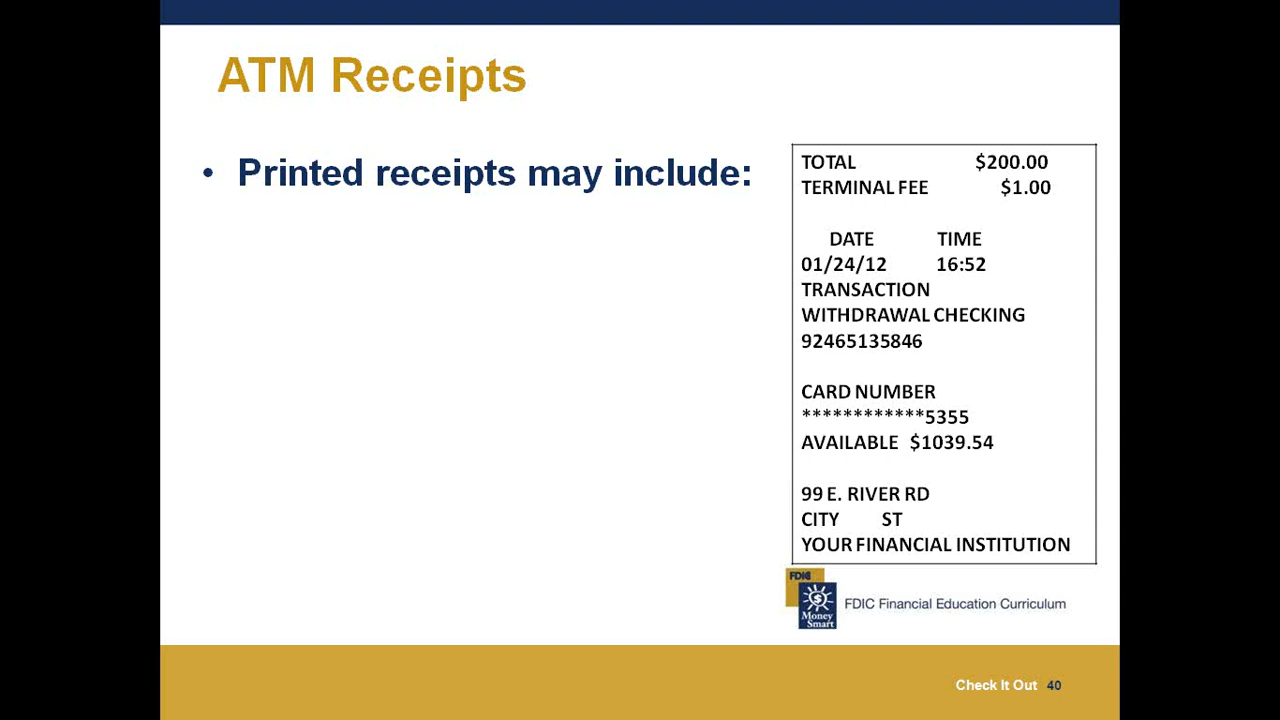 ATM Receipts
• Printed receipts may include:
TOTAL $200.00
TERMINAL FEE $1.00
DATE TIME
01/24/12 16:52
TRANSACTION
WITHDRAWAL CHECKING
92465135846
CARD NUMBER
************5355
AVAILABLE $1039.54
99 E. RIVER RD
CITY ST
YOUR FINANCIAL INSTITUTION
FDIC
$
Money
Smart
FDIC Financial Education Curriculum
Check It Out 40